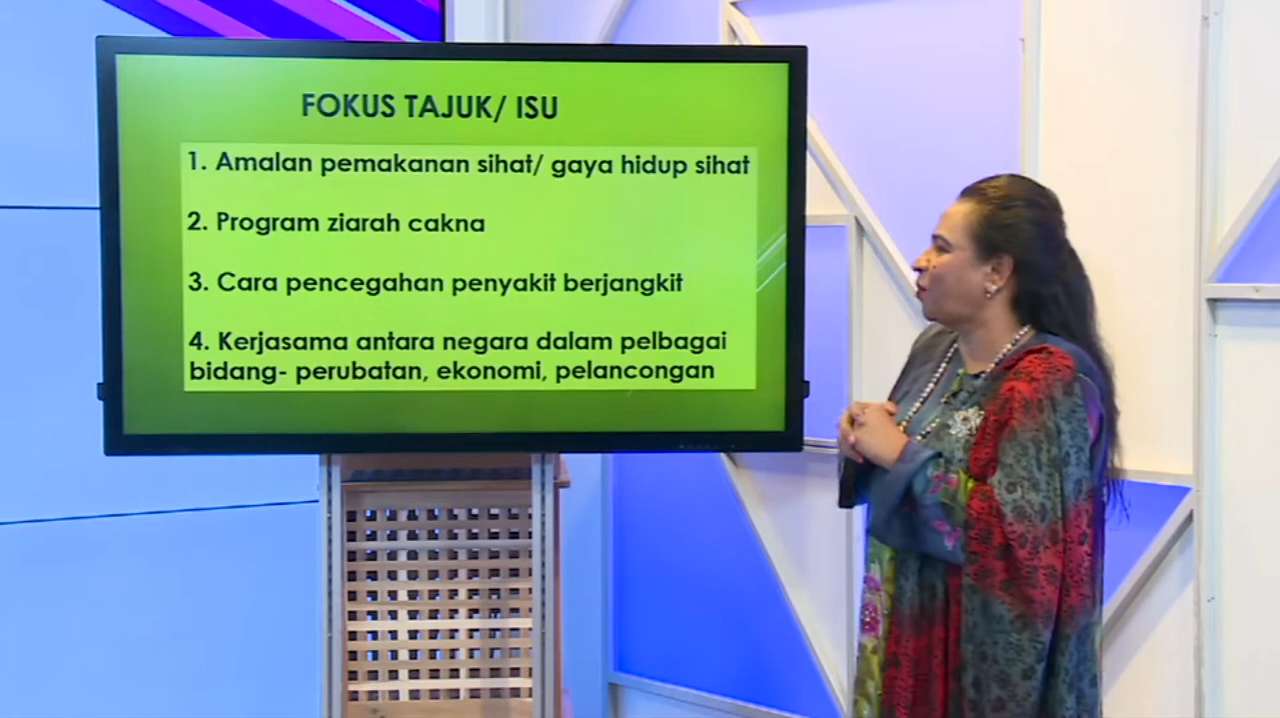 FOKUS TAJUK/ ISU
1. Amalan pemakanan sihat/ gaya hidup sihat
2. Program ziarah cakna
3. Cara pencegahan penyakit berjangkit
4. Kerjasama antara negara dalam pelbagai
bidang- perubatan, ekonomi, pelancongan